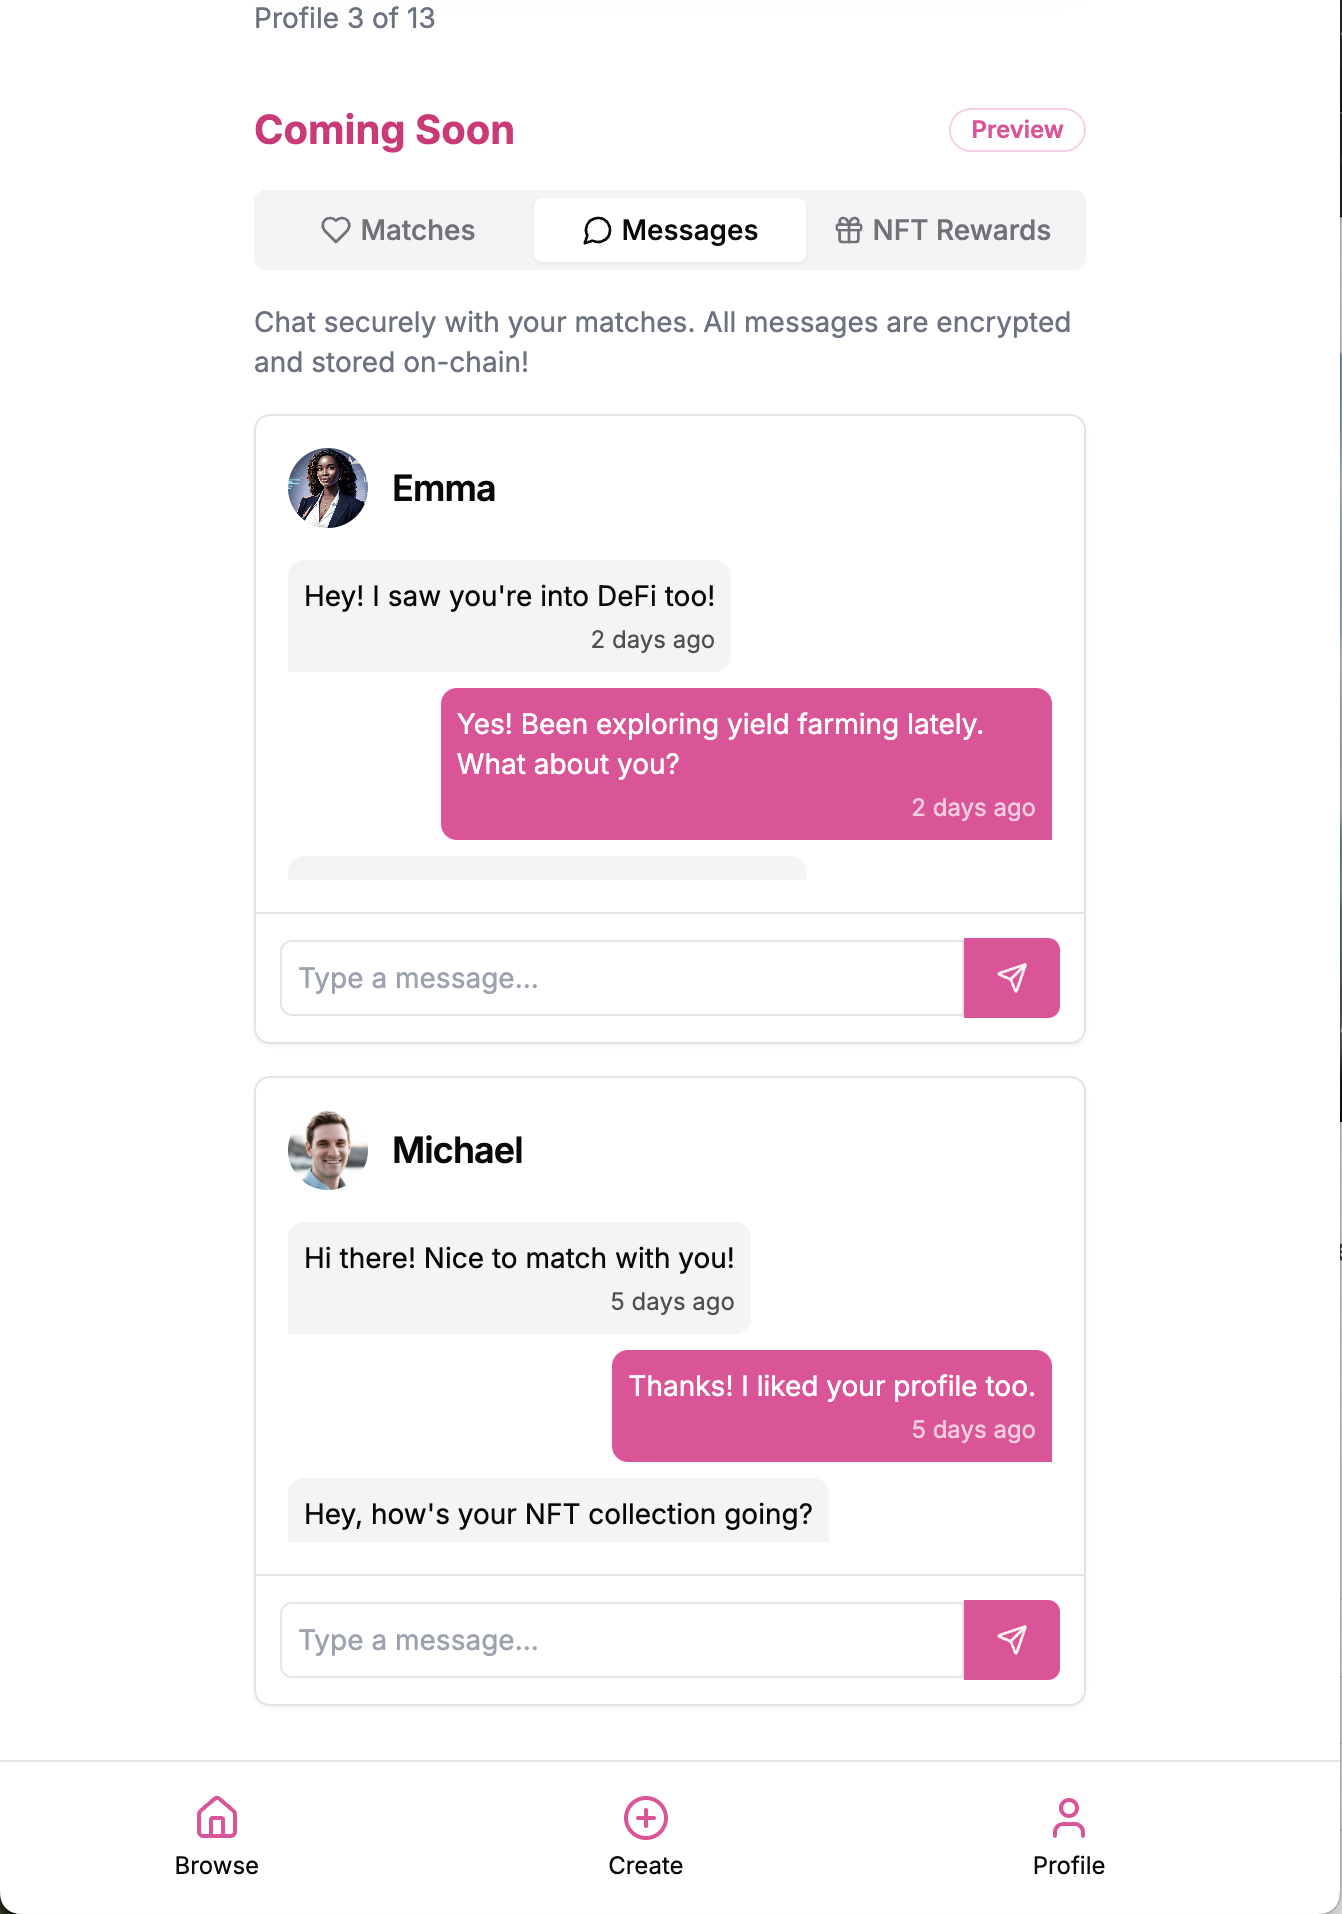 Profile 3 of 13
Coming Soon
Preview
Matches
Messages
NFT Rewards
Chat securely with your matches. All messages are encrypted
and stored on-chain!
Emma
Hey! I saw you're into DeFi too!
2 days ago
Yes! Been exploring yield farming lately.
What about you?
2 days ago
Type a message...
Michael
Hi there! Nice to match with you!
5 days ago
Thanks! I liked your profile too.
5 days ago
Hey, how's your NFT collection going?
Type a message...
Browse
Create
Profile